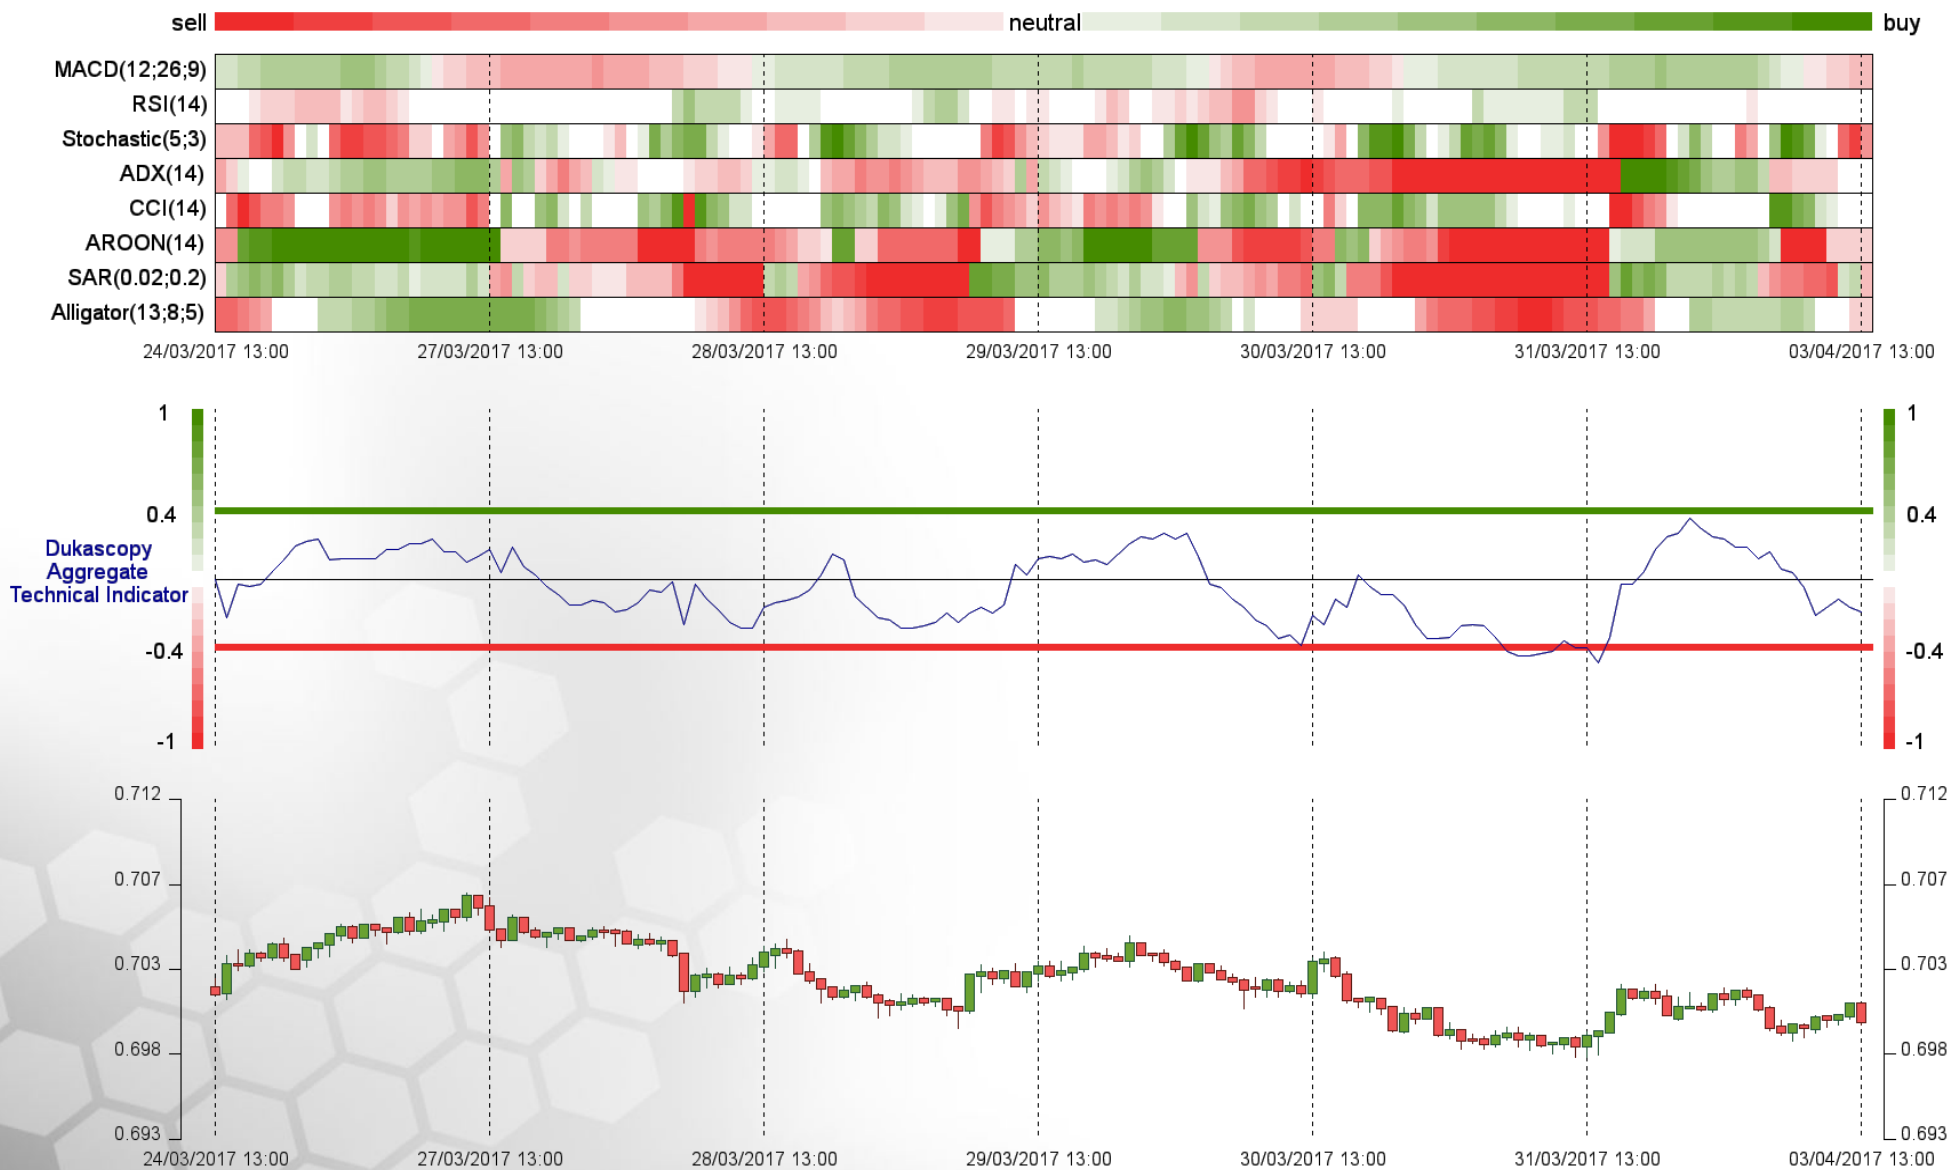 sell neutral buy
MACD(12;26;9)
RSI(14)
Stochastic(5;3)
ADX(14)
CCI(14)
AROON(14)
SAR(0.02;0.2)
Alligator(13;8;5)
24/03/2017 13:00 27/03/2017 13:00 28/03/2017 13:00 29/03/2017 13:00 30/03/2017 13:00 31/03/2017 13:00 03/04/2017 13:00
1 1
0.4 0.4
Dukascopy
Aggregate
Technical Indicator
-0.4 -0.4
-1 -1
0.712 0.712
0.707 0.707
0.703 0.703
0.698 0.698
0.693 0.693
24/03/2017 13:00 27/03/2017 13:00 28/03/2017 13:00 29/03/2017 13:00 30/03/2017 13:00 31/03/2017 13:00 03/04/2017 13:00